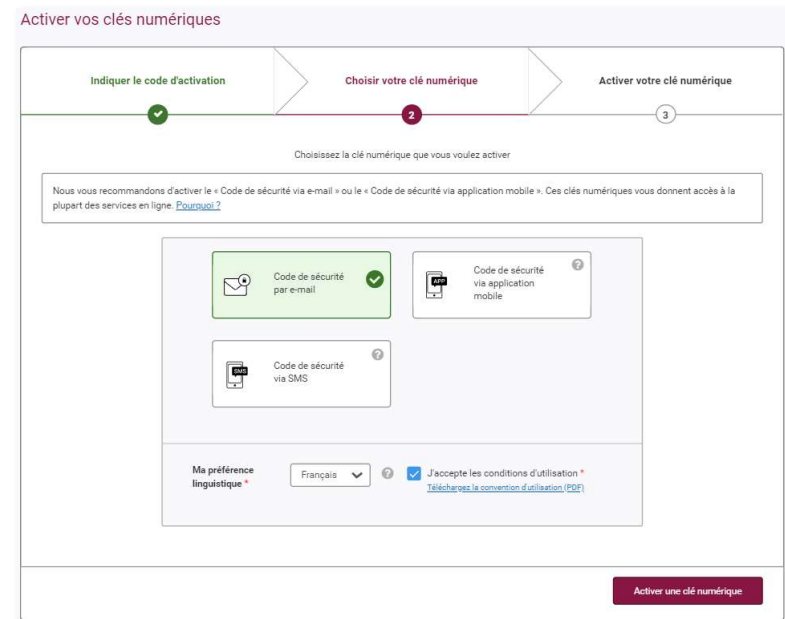 Activer vos clés numériques
Indiquer le code d'activation
Choisir votre clé numérique
Activer votre clé numérique
2
3
Choisissez la clé numérique que vous voulez activer
Nous vous recommandons d'activer le « Code de sécurité via e-mail » ou le « Code de sécurité via application mobile ». Ces clés numériques vous donnent accès à la
plupart des services en ligne. Pourquoi ?
Code de sécurité
par e-mail
APP
Code de sécurité
via application
mobile
?
SMS
Code de sécurité
via SMS
?
Ma préférence
linguistique *
Français
?
J'accepte les conditions d'utilisation *
Téléchargez la convention d'utilisation (PDF)
Activer une clé numérique